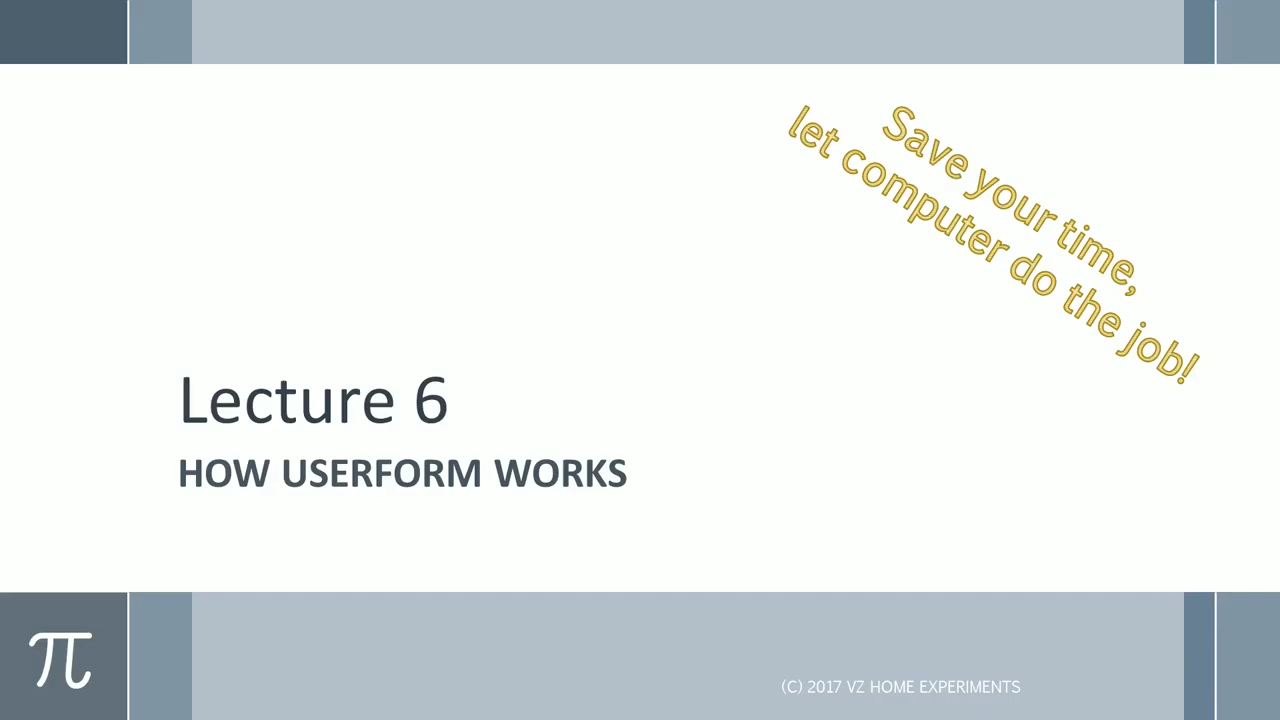 Save your time,
let computer do the job!
Lecture 6
HOW USERFORM WORKS
π
(C) 2017 VZ HOME EXPERIMENTS